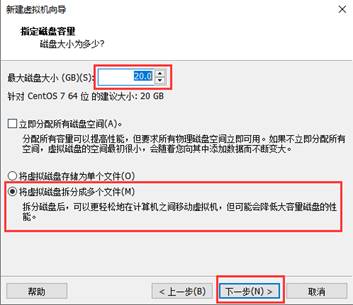 新建虚拟机向导
指定磁盘容量
磁盘大小为多少?
最大磁盘大小 (GB)(S):
20.0
针对 CentOS 7 64 位 的建议大小: 20 GB
立即分配所有磁盘空间(A)。
分配所有容量可以提高性能，但要求所有物理磁盘空间立即可用。如果不立即分配所有
空间，虚拟磁盘的空间最初很小，会随着您向其中添加数据而不断变大。
将虚拟磁盘存储为单个文件(O)
将虚拟磁盘拆分成多个文件(M)
拆分磁盘后，可以更轻松地在计算机之间移动虚拟机，但可能会降低大容量磁盘的性
能。
帮助
< 上一步(B)
下一步(N) >
取消